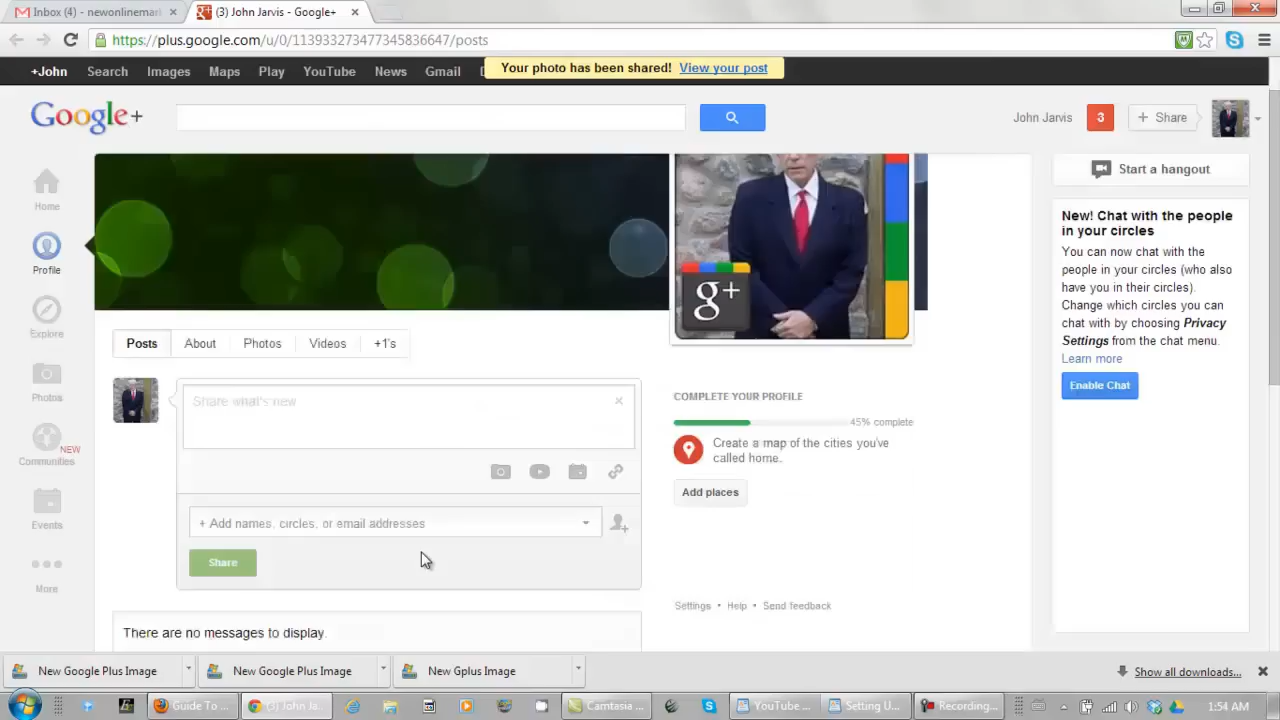 Inbox (4) - newonlinemark
(3) John Jarvis - Google+
https://plus.google.com/u/0/113933273477345836647/posts
+John Search Images Maps Play YouTube News Gmail
Your photo has been shared! View your post
Google+
John Jarvis 3 + Share
Home
Profile
Explore
Photos
Communities
NEW
Events
More
g+
Posts About Photos Videos +1's
Share what's new
+ Add names, circles, or email addresses
Share
There are no messages to display.
COMPLETE YOUR PROFILE
45% complete
Create a map of the cities you've
called home.
Add places
Settings • Help • Send feedback
Start a hangout
New! Chat with the people
in your circles
You can now chat with the
people in your circles (who also
have you in their circles).
Change which circles you can
chat with by choosing Privacy
Settings from the chat menu.
Learn more
Enable Chat
New Google Plus Image
New Google Plus Image
New Gplus Image
Show all downloads...
Guide To ...
(3) John ...
Camtasia ...
YouTube ...
Setting U...
Recording...
1:54 AM